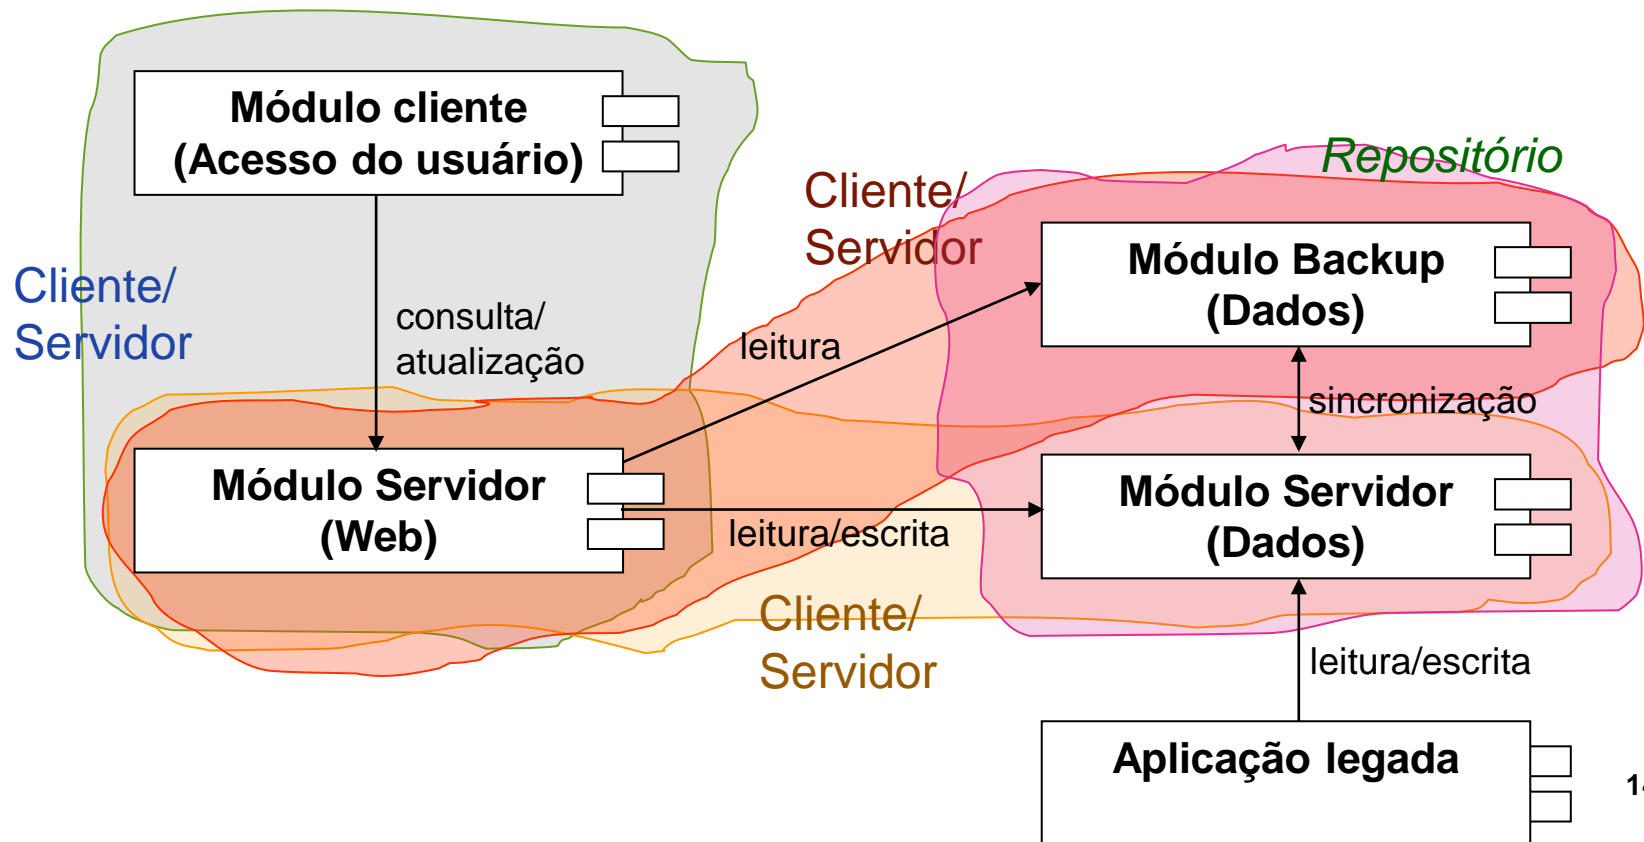 Módulo cliente
(Acesso do usuário)
Repositório
Cliente/
Servidor
Módulo Backup
(Dados)
Cliente/
Servidor
consulta/
atualização
leitura
sincronização
Módulo Servidor
(Web)
leitura/escrita
Módulo Servidor
(Dados)
Cliente/
Servidor
leitura/escrita
Aplicação legada